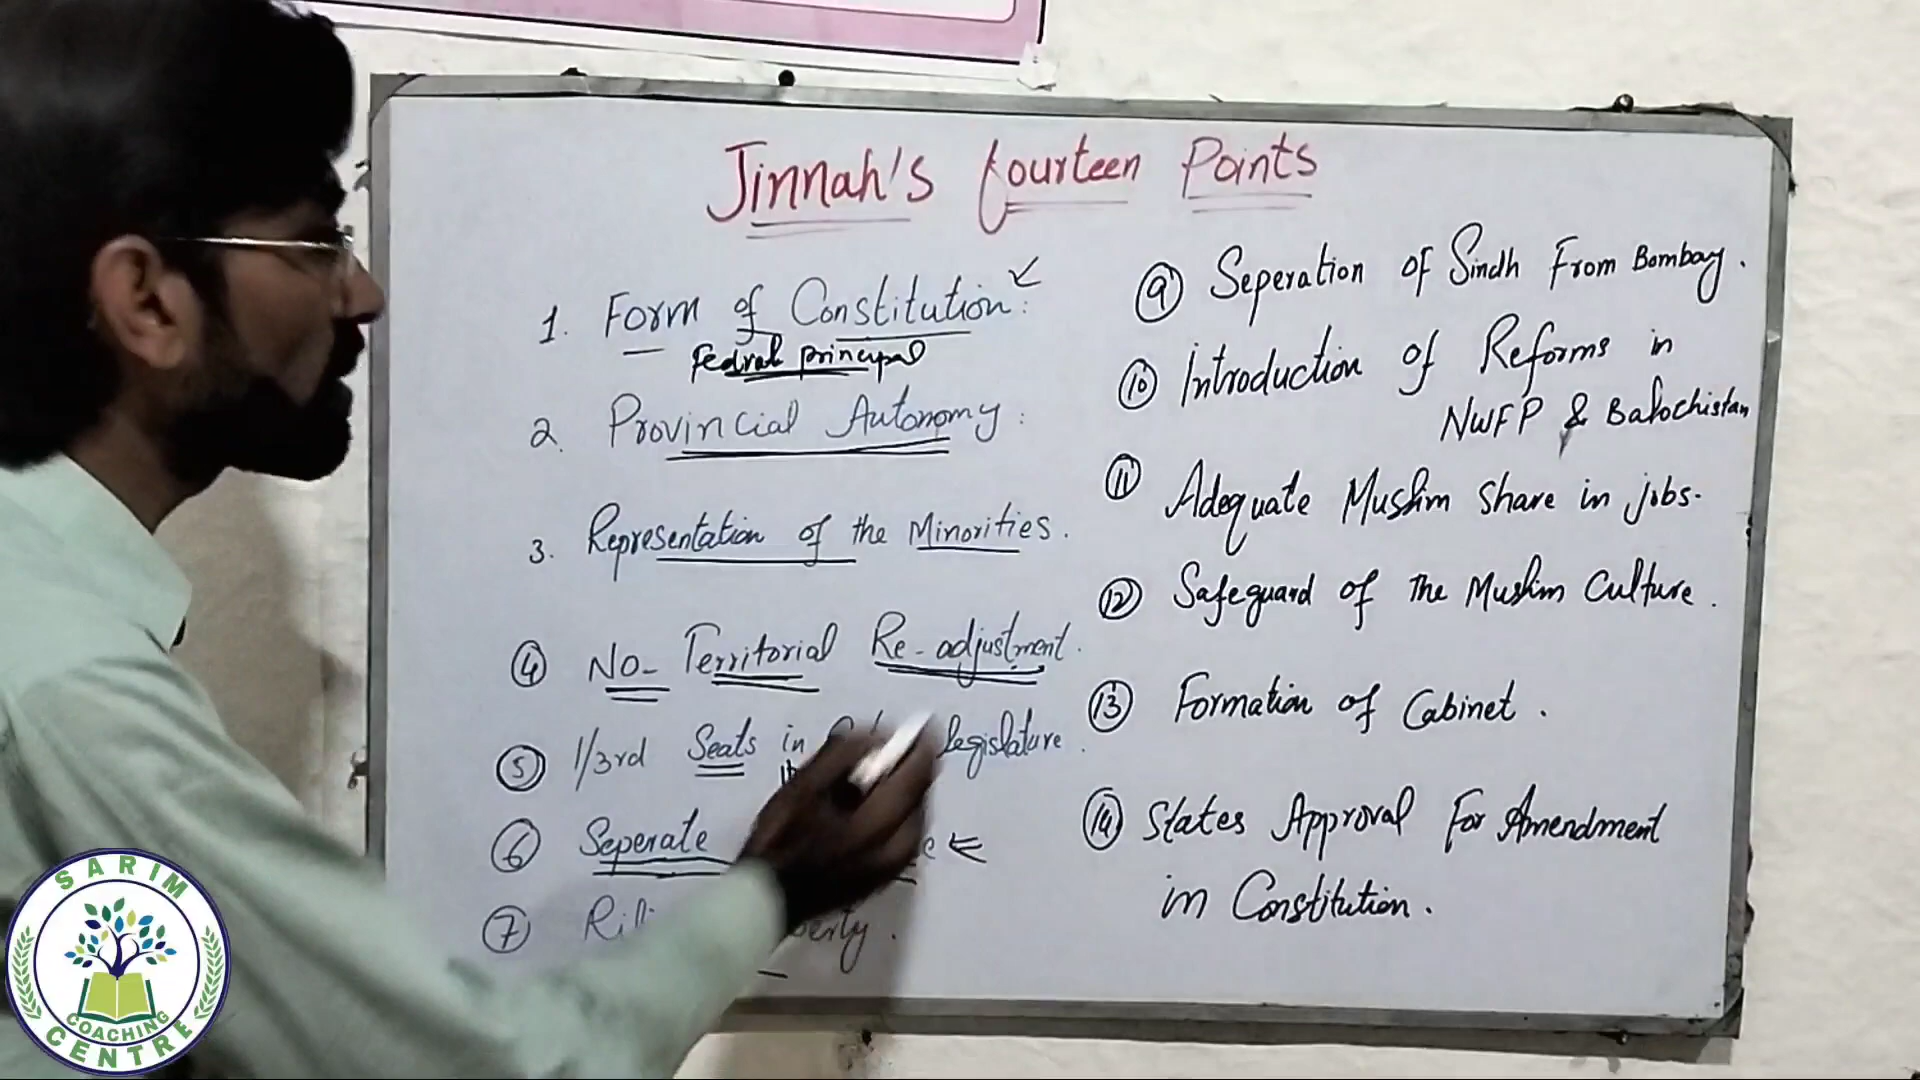 Jinnah's fourteen Points
1. Form of Constitution:
Fedral principal
2. Provincial Autonomy:
3. Representation of the Minorities.
4 No- Territorial Re-adjustment.
5 1/3rd Seats in legislature.
6 Seperate
7
9 Seperation of Sindh From Bombay.
10 Introduction of Reforms in
NWFP & Balochistan
11 Adequate Muslim Share in jobs.
12 Safeguard of the Muslim Culture.
13 Formation of Cabinet.
14 States Approval For Amendment
in Constitution.
SARIM
COACHING
CENTRE